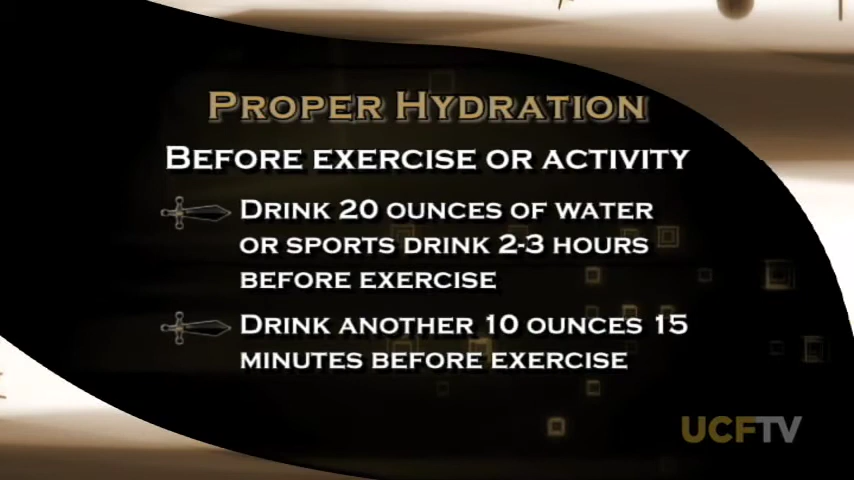 PROPER HYDRATION
BEFORE EXERCISE OR ACTIVITY
DRINK 20 OUNCES OF WATER
OR SPORTS DRINK 2-3 HOURS
BEFORE EXERCISE
DRINK ANOTHER 10 OUNCES 15
MINUTES BEFORE EXERCISE
UCFTV